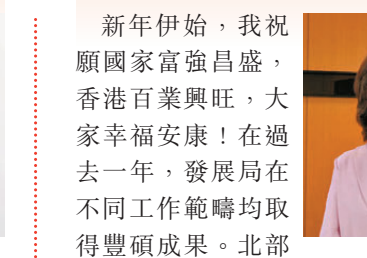 新年伊始，我祝
願國家富強昌盛，
香港百業興旺，大
家幸福安康！在過
去一年，發展局在
不同工作範疇均取
得豐碩成果。北部